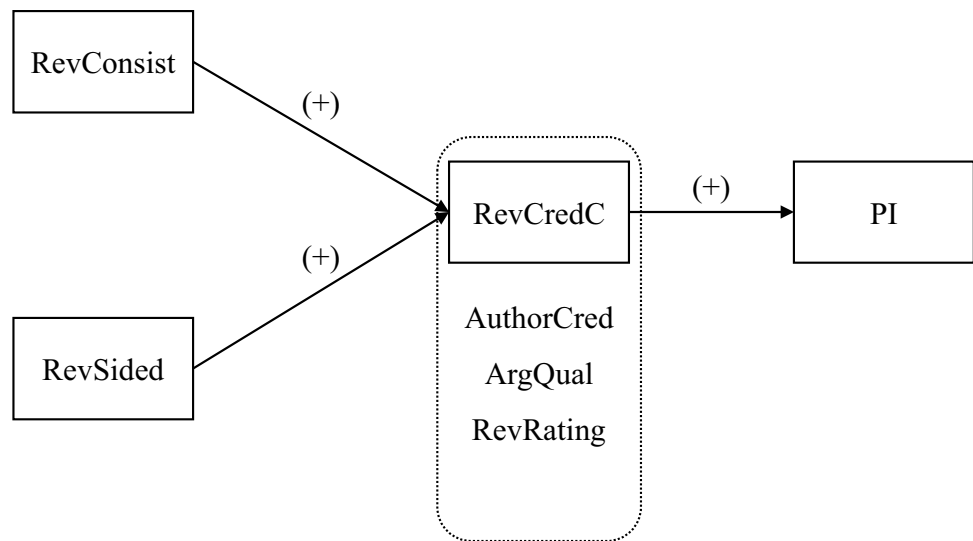 RevConsist
(+)
RevCredC
(+)
PI
(+)
RevSided
AuthorCred
ArgQual
RevRating